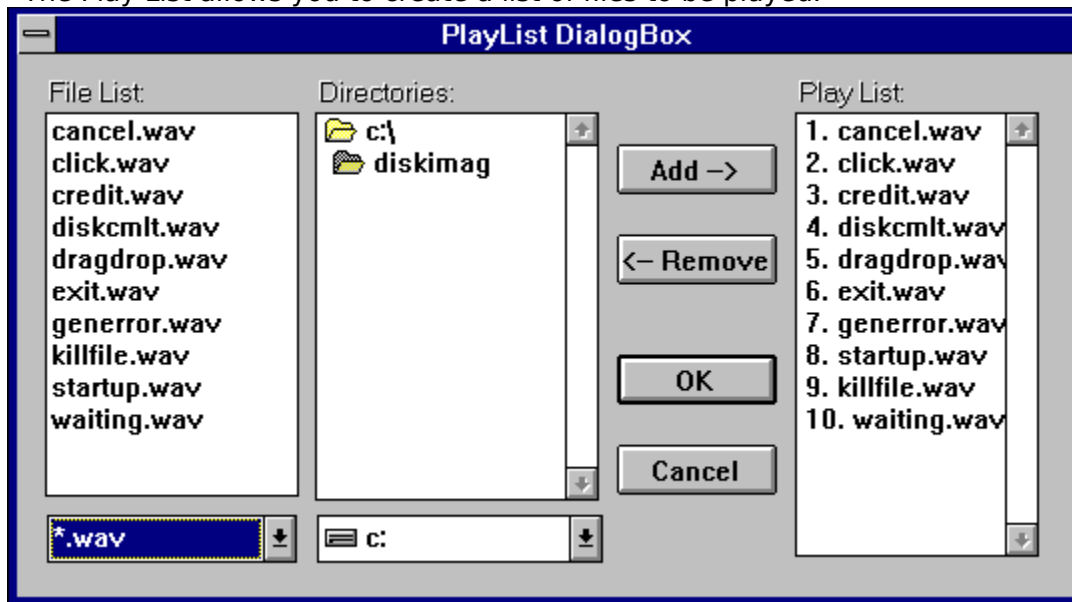 The Play List allows you to create a list of files to be played.
PlayList DialogBox
File List:
cancel.wav
click.wav
credit.wav
diskcmlt.wav
dragdrop.wav
exit.wav
generror.wav
killfile.wav
startup.wav
waiting.wav
*.wav
Directories:
c:\
diskimag
c:
Add –>
<– Remove
OK
Cancel
Play List:
1. cancel.wav
2. click.wav
3. credit.wav
4. diskcmlt.wav
5. dragdrop.wav
6. exit.wav
7. generror.wav
8. startup.wav
9. killfile.wav
10. waiting.wav